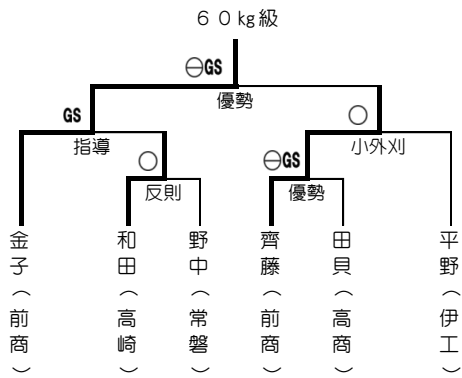 ６０㎏級
⊖GS
優勢
GS
指導
○
小外刈
○
反則
⊖GS
優勢
金子（前商）
和田（高崎）
野中（常磐）
齊藤（前商）
田貝（高商）
平野（伊工）